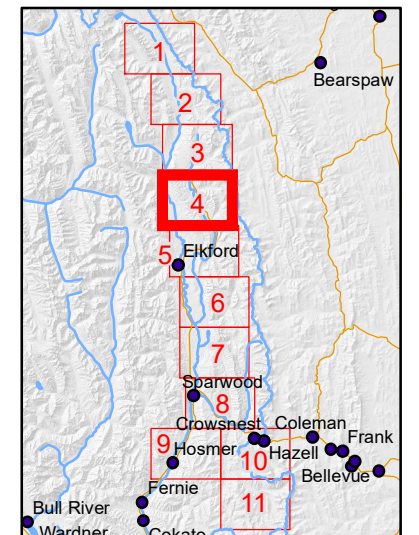 1
Bearspaw
2
3
4
5 Elkford
6
7
Sparwood
8
Crowsnest Coleman
9 Hosmer 10 Hazell Frank
Bellevue
Fernie 11
Bull River
Wardner Cokato